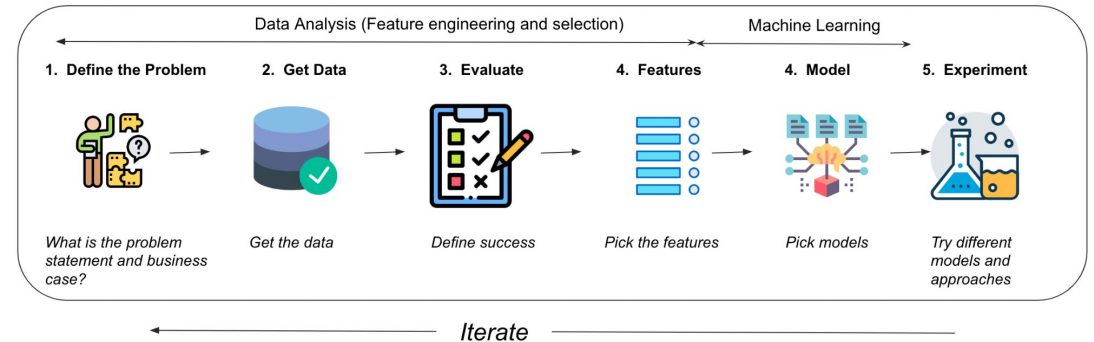 Data Analysis (Feature engineering and selection)
Machine Learning
1. Define the Problem
2. Get Data
3. Evaluate
4. Features
4. Model
5. Experiment
?
What is the problem
statement and business
case?
Get the data
Define success
Pick the features
Pick models
Try different
models and
approaches
Iterate